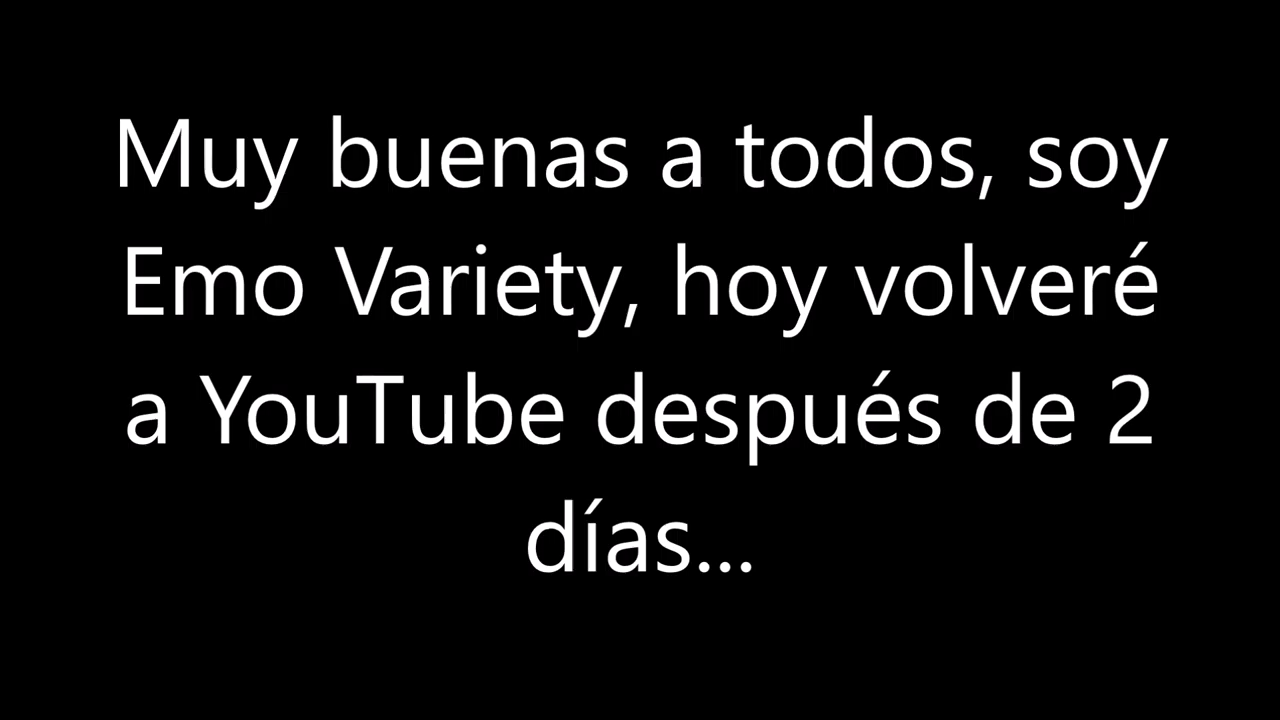 Muy buenas a todos, soy
Emo Variety, hoy volveré
a YouTube después de 2
días...